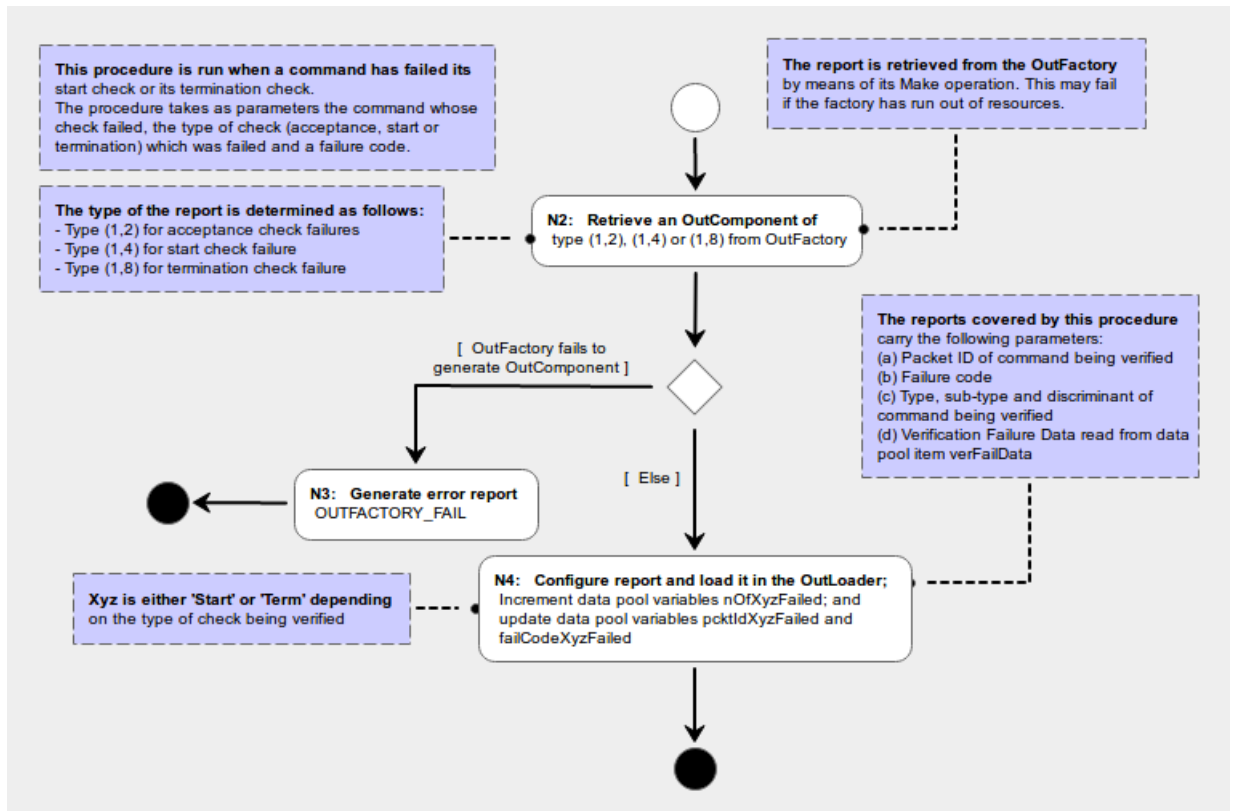 This procedure is run when a command has failed its
start check or its termination check.
The procedure takes as parameters the command whose
check failed, the type of check (acceptance, start or
termination) which was failed and a failure code.
The report is retrieved from the OutFactory
by means of its Make operation. This may fail
if the factory has run out of resources.
The type of the report is determined as follows:
- Type (1,2) for acceptance check failures
- Type (1,4) for start check failure
- Type (1,8) for termination check failure
N2: Retrieve an OutComponent of
type (1,2), (1,4) or (1,8) from OutFactory
The reports covered by this procedure
carry the following parameters:
(a) Packet ID of command being verified
(b) Failure code
(c) Type, sub-type and discriminant of
command being verified
(d) Verification Failure Data read from data
pool item verFailData
[ OutFactory fails to
generate OutComponent ]
[ Else ]
N3: Generate error report
OUTFACTORY_FAIL
Xyz is either 'Start' or 'Term' depending
on the type of check being verified
N4: Configure report and load it in the OutLoader;
Increment data pool variables nOfXyzFailed; and
update data pool variables pcktIdXyzFailed and
failCodeXyzFailed